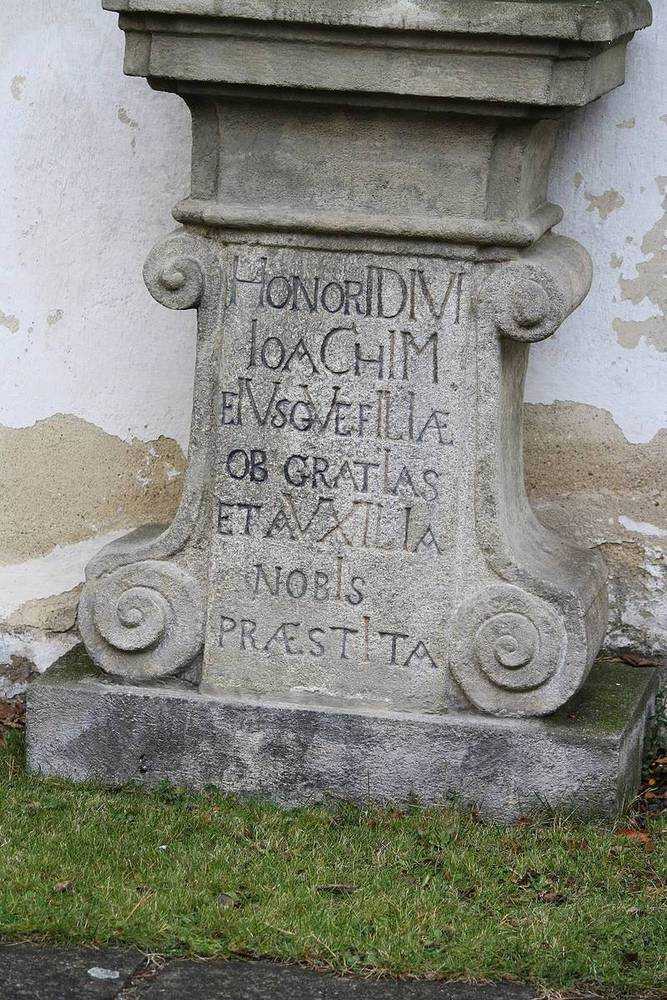 HONORI DIVI
IOACHIM
EIVSQVE FILIÆ
OB GRATIAS
ET AVXILIA
NOBIS
PRÆSTITA